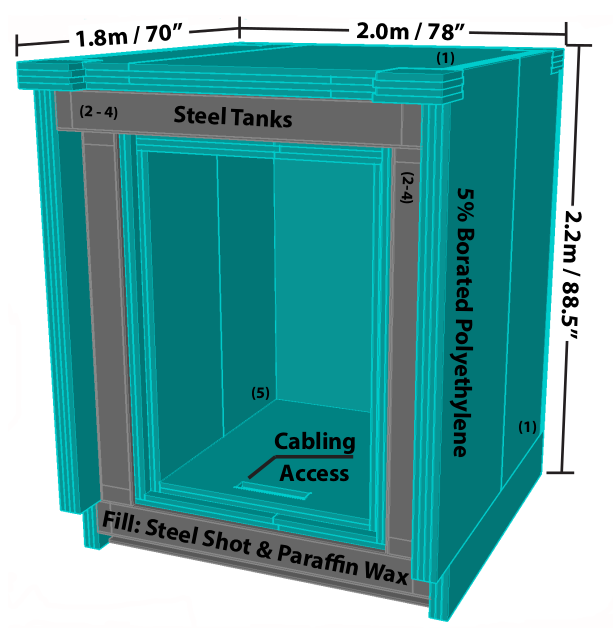 1.8m / 70”
2.0m / 78”
(1)
(2 - 4)
Steel Tanks
(2-4)
5% Borated Polyethylene
2.2m / 88.5”
(5)
(1)
Cabling
Access
Fill: Steel Shot & Paraffin Wax